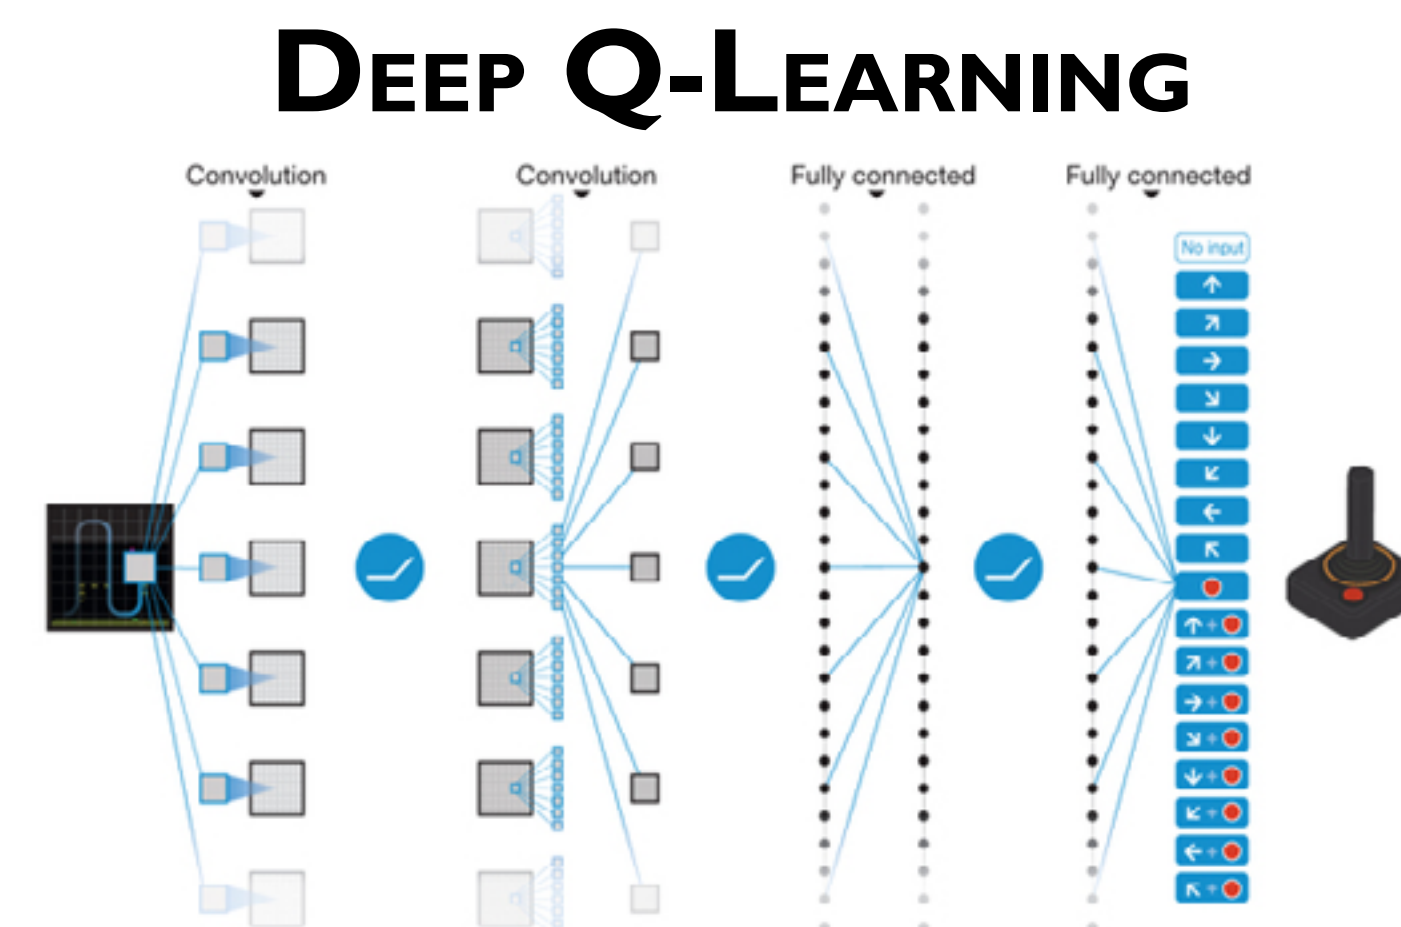 DEEP Q-LEARNING
Convolution
Convolution
Fully connected
Fully connected
No input
↑
↗
→
↘
↓
↙
←
↖
↑+
↗+
→+
↘+
↓+
↙+
←+
↖+